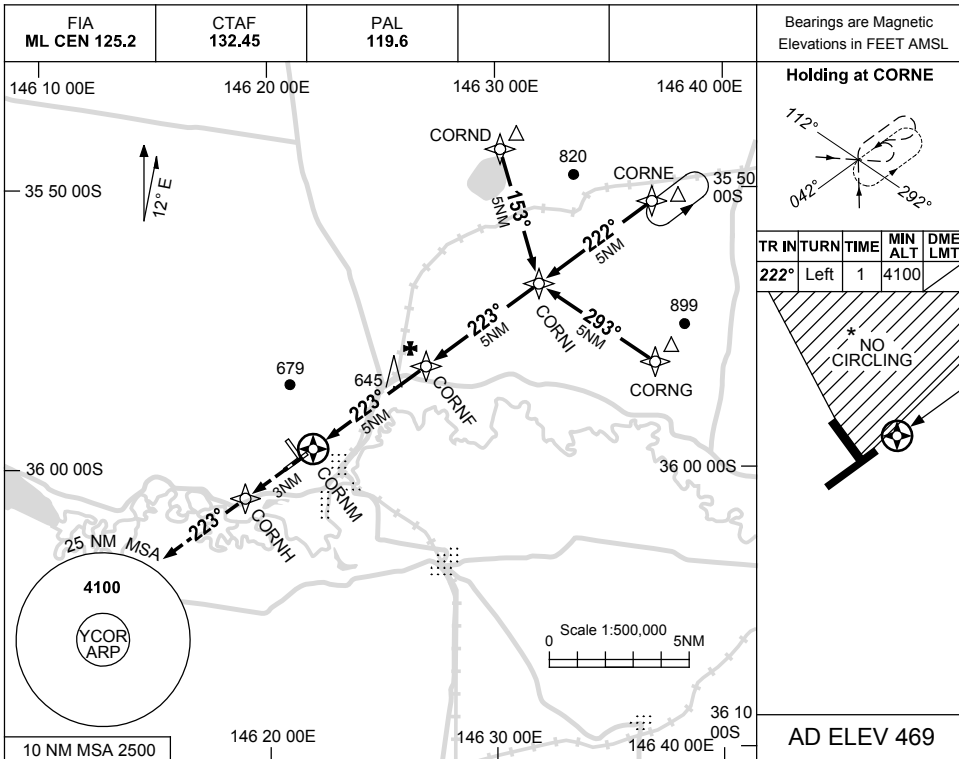 FIA
ML CEN 125.2
CTAF
132.45
PAL
119.6
Bearings are Magnetic
Elevations in FEET AMSL
146 10 00E
146 20 00E
146 30 00E
146 40 00E
Holding at CORNE
112°
042°
292°
CORND
820
CORNE
12° E
35 50 00S
35 50
00S
153°
5NM
222°
5NM
TR IN
TURN
TIME
MIN
ALT
DME
LMT
222°
Left
1
4100
223°
5NM
CORNI
293°
5NM
899
CORNG
* NO
CIRCLING
679
645
CORNF
223°
5NM
36 00 00S
36 00 00S
CORNM
3NM
CORNH
223°
25 NM MSA
4100
YCOR
ARP
Scale 1:500,000
0
5NM
10 NM MSA 2500
146 20 00E
146 30 00E
146 40 00E
36 10
00S
AD ELEV 469